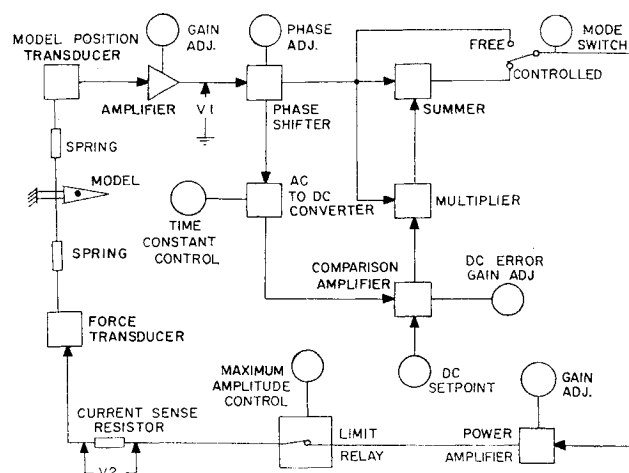 MODEL POSITION
TRANSDUCER
GAIN
ADJ.
AMPLIFIER
V1
PHASE
ADJ.
PHASE
SHIFTER
FREE
MODE
SWITCH
CONTROLLED
SUMMER
SPRING
MODEL
SPRING
AC
TO DC
CONVERTER
TIME
CONSTANT
CONTROL
MULTIPLIER
COMPARISON
AMPLIFIER
DC ERROR
GAIN ADJ
FORCE
TRANSDUCER
DC
SETPOINT
MAXIMUM
AMPLITUDE
CONTROL
GAIN
ADJ.
CURRENT SENSE
RESISTOR
LIMIT
RELAY
POWER
AMPLIFIER
V2